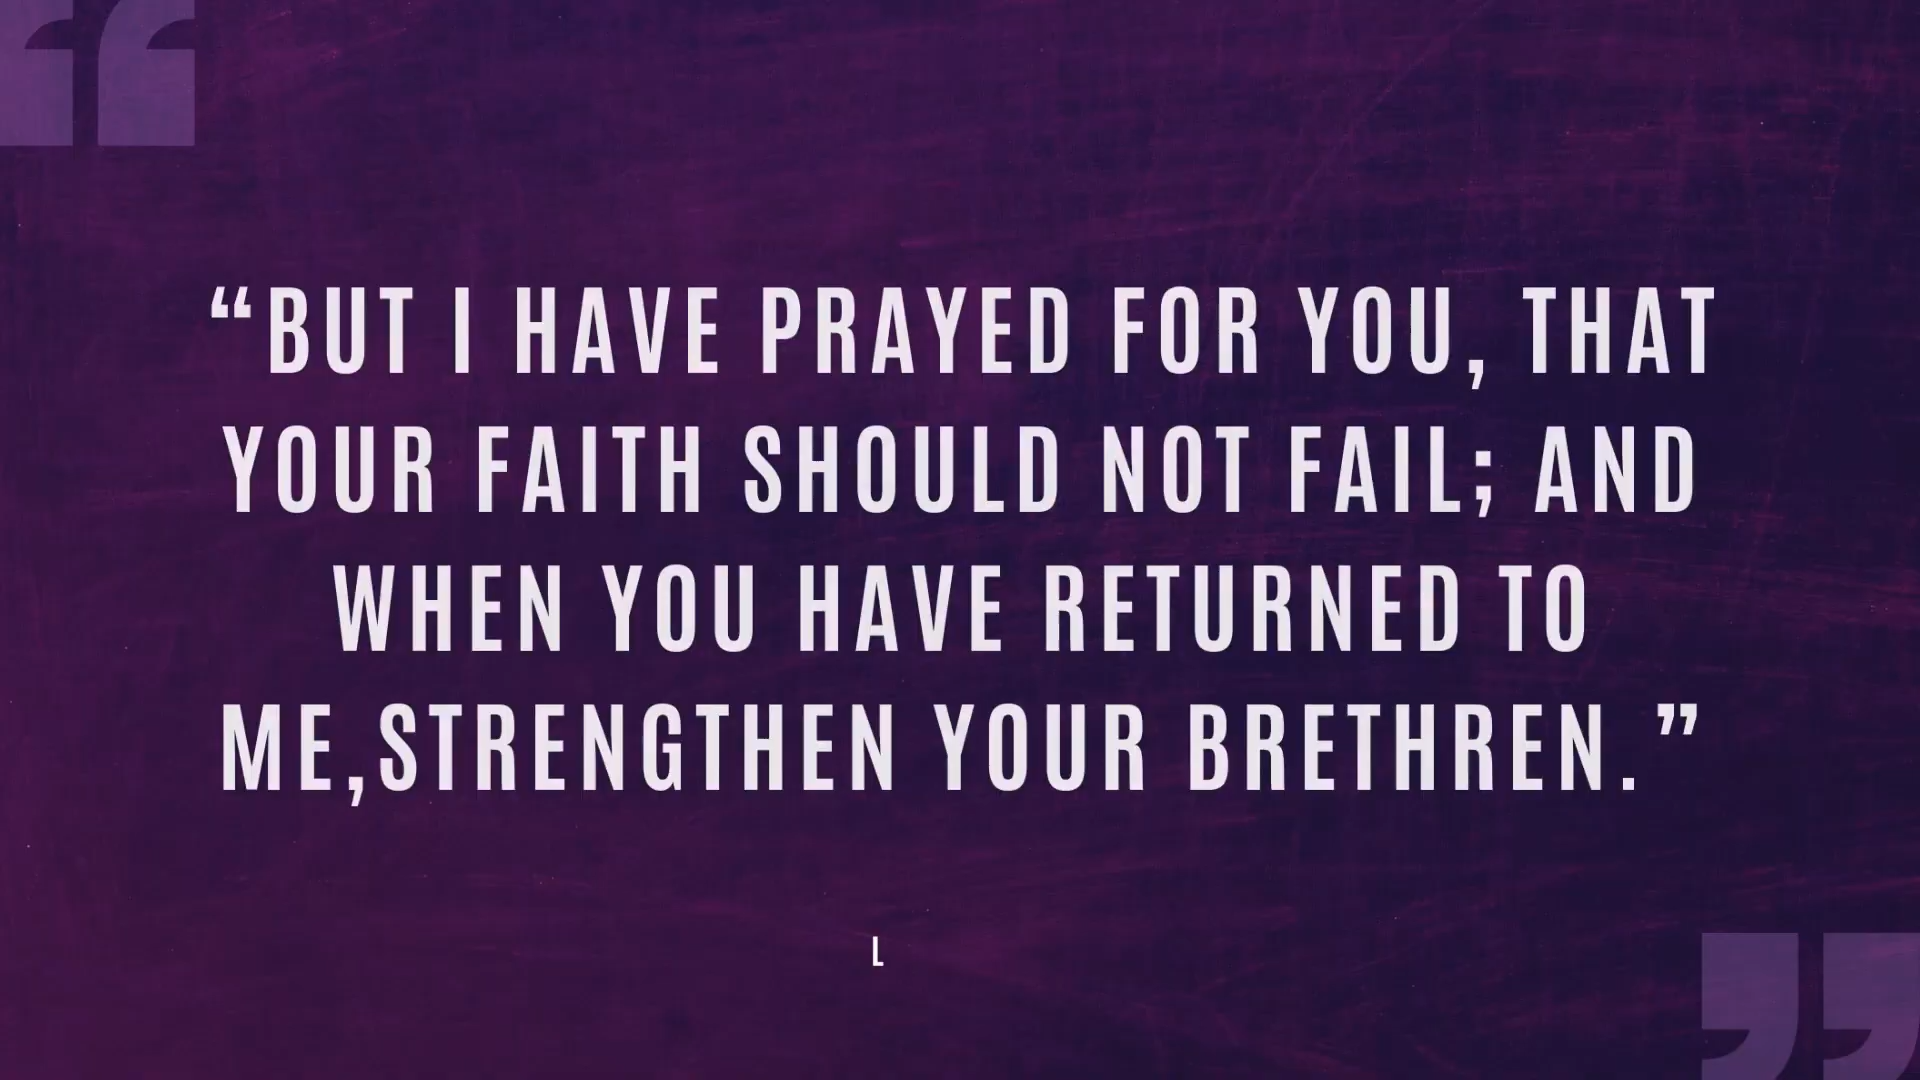 “BUT I HAVE PRAYED FOR YOU, THAT
YOUR FAITH SHOULD NOT FAIL; AND
WHEN YOU HAVE RETURNED TO
ME,STRENGTHEN YOUR BRETHREN.”
L